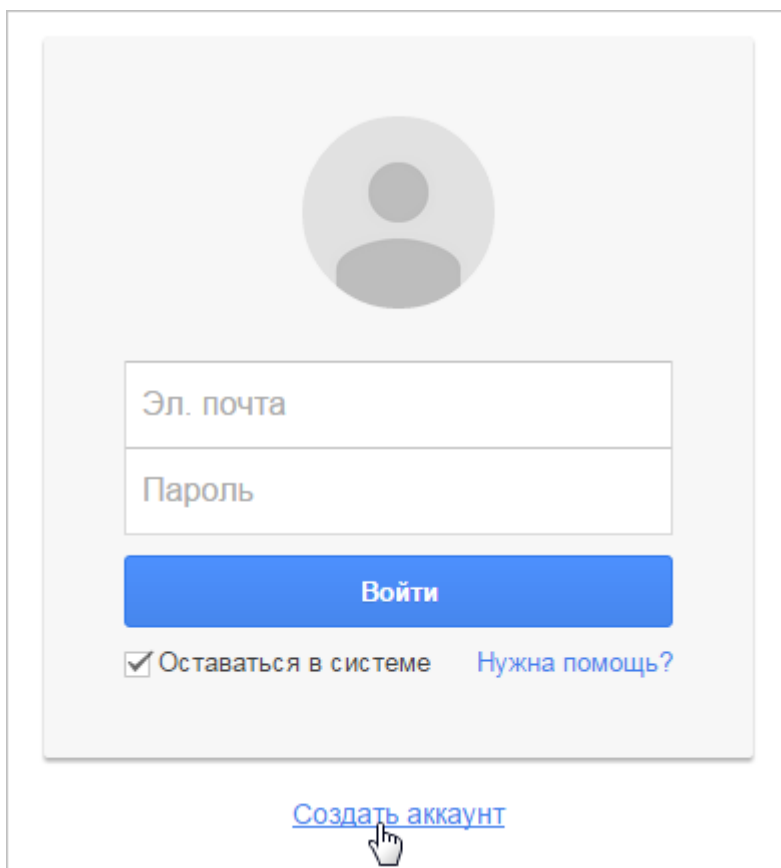 Эл. почта
Пароль
Войти
Оставаться в системе Нужна помощь?
Создать аккаунт